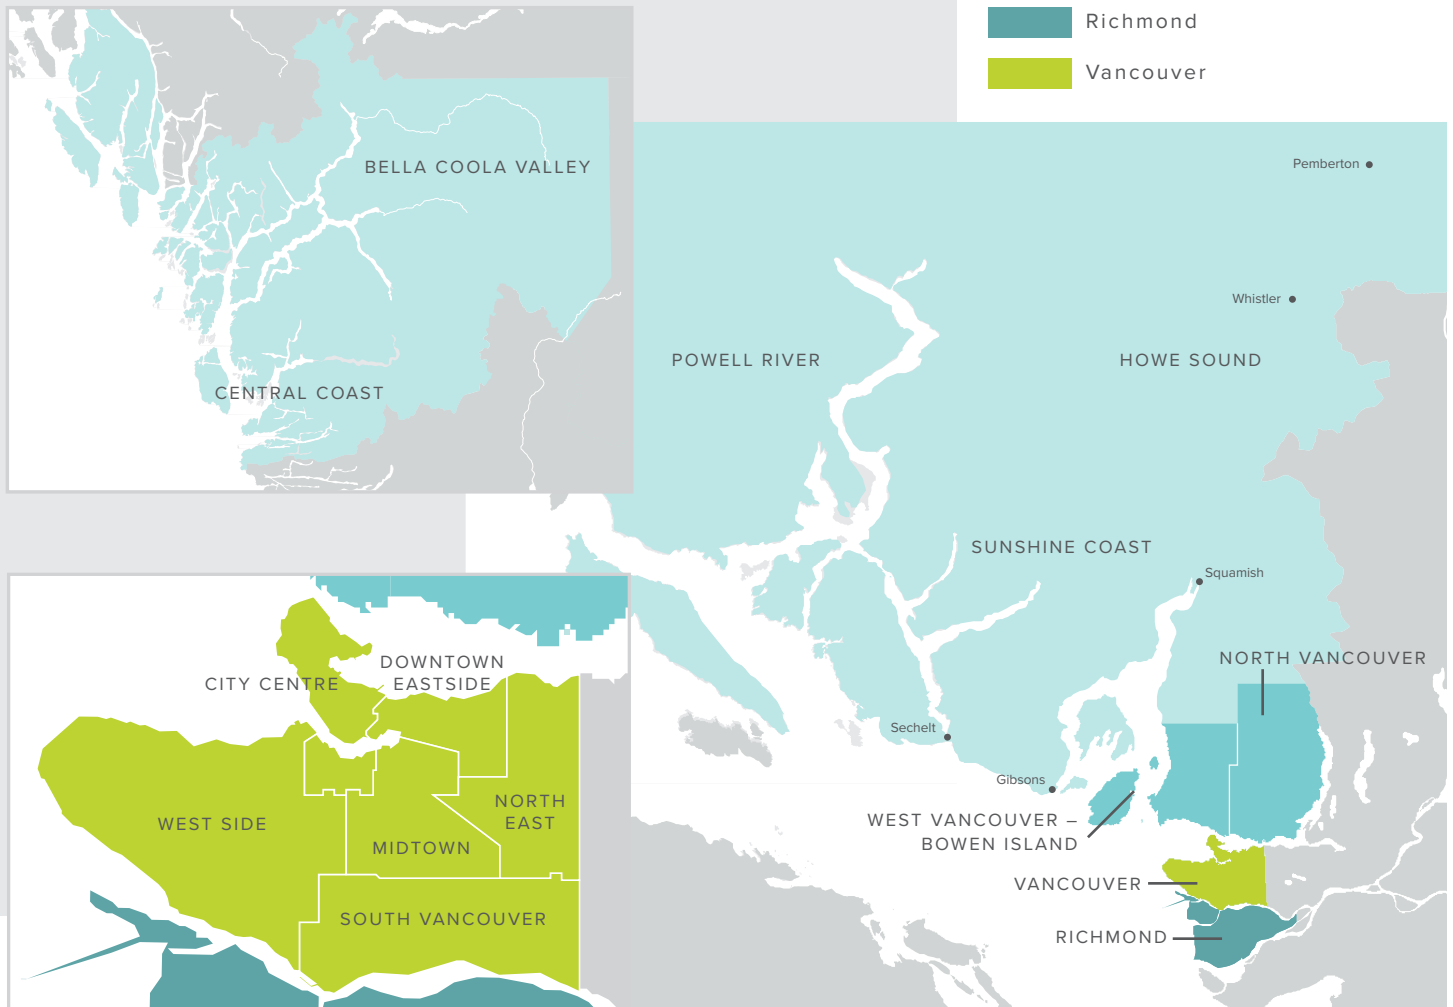 Richmond
Vancouver
Pemberton
BELLA COOLA VALLEY
Whistler
POWELL RIVER
HOWE SOUND
CENTRAL COAST
SUNSHINE COAST
Squamish
NORTH VANCOUVER
DOWNTOWN
EASTSIDE
CITY CENTRE
Sechelt
Gibsons
NORTH
EAST
WEST SIDE
MIDTOWN
SOUTH VANCOUVER
WEST VANCOUVER –
BOWEN ISLAND
VANCOUVER
RICHMOND